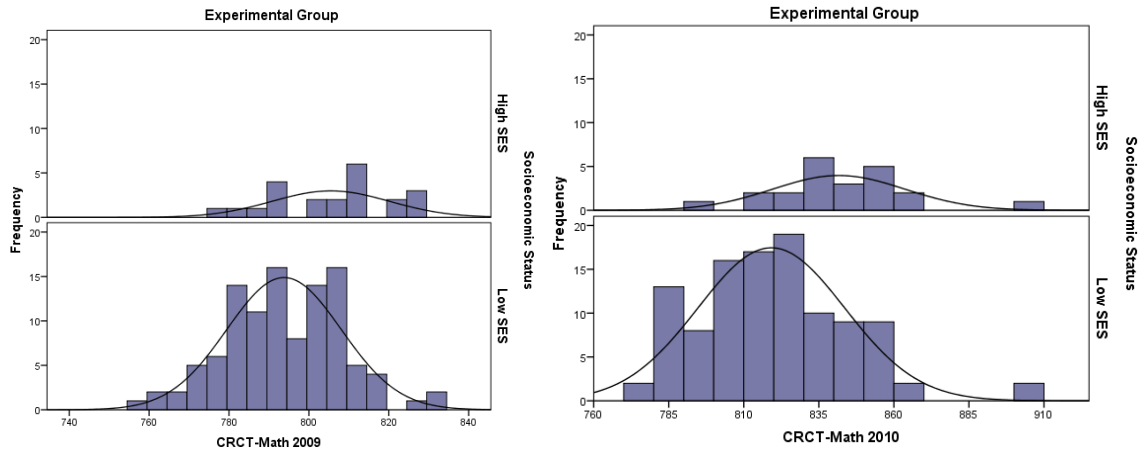 Experimental Group
20
15
10
5
0
High SES
20
15
10
5
0
Low SES
Frequency
Socioeconomic Status
740 760 780 800 820 840
CRCT-Math 2009
Experimental Group
20
15
10
5
0
High SES
20
15
10
5
0
Low SES
Frequency
Socioeconomic Status
760 785 810 835 860 885 910
CRCT-Math 2010